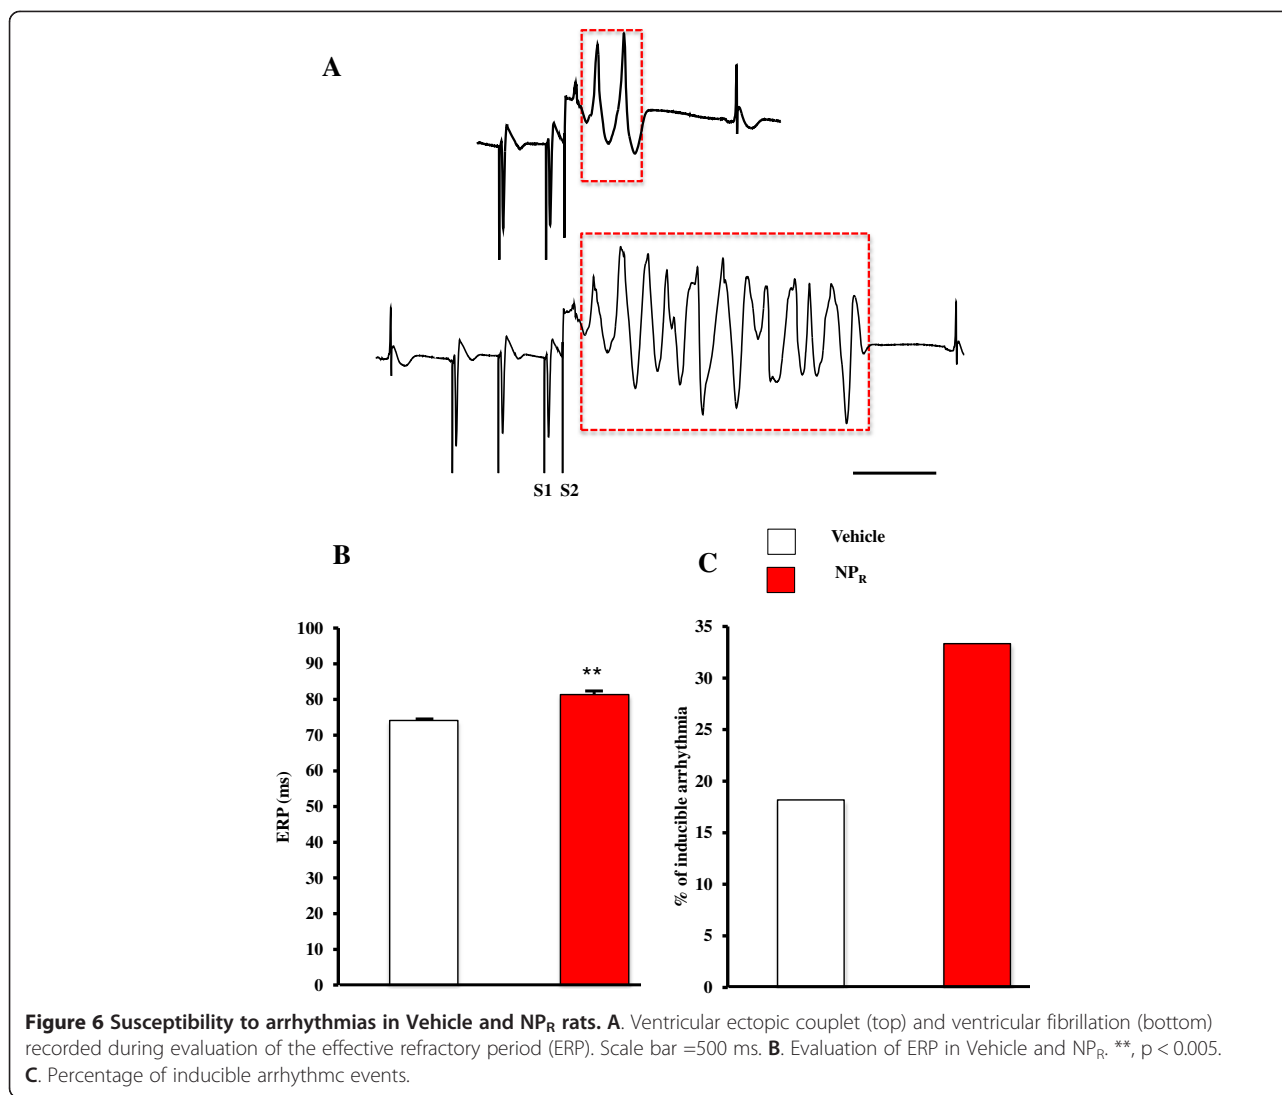 A
S1 S2
B
C
Vehicle
NP_R
100
90
80
70
60
50
40
30
20
10
0
ERP (ms)
**
35
30
25
20
15
10
5
0
% of inducible arrhythmia
Figure 6 Susceptibility to arrhythmias in Vehicle and NP_R rats. A. Ventricular ectopic couplet (top) and ventricular fibrillation (bottom)
recorded during evaluation of the effective refractory period (ERP). Scale bar =500 ms. B. Evaluation of ERP in Vehicle and NP_R. **, p < 0.005.
C. Percentage of inducible arrhythmc events.